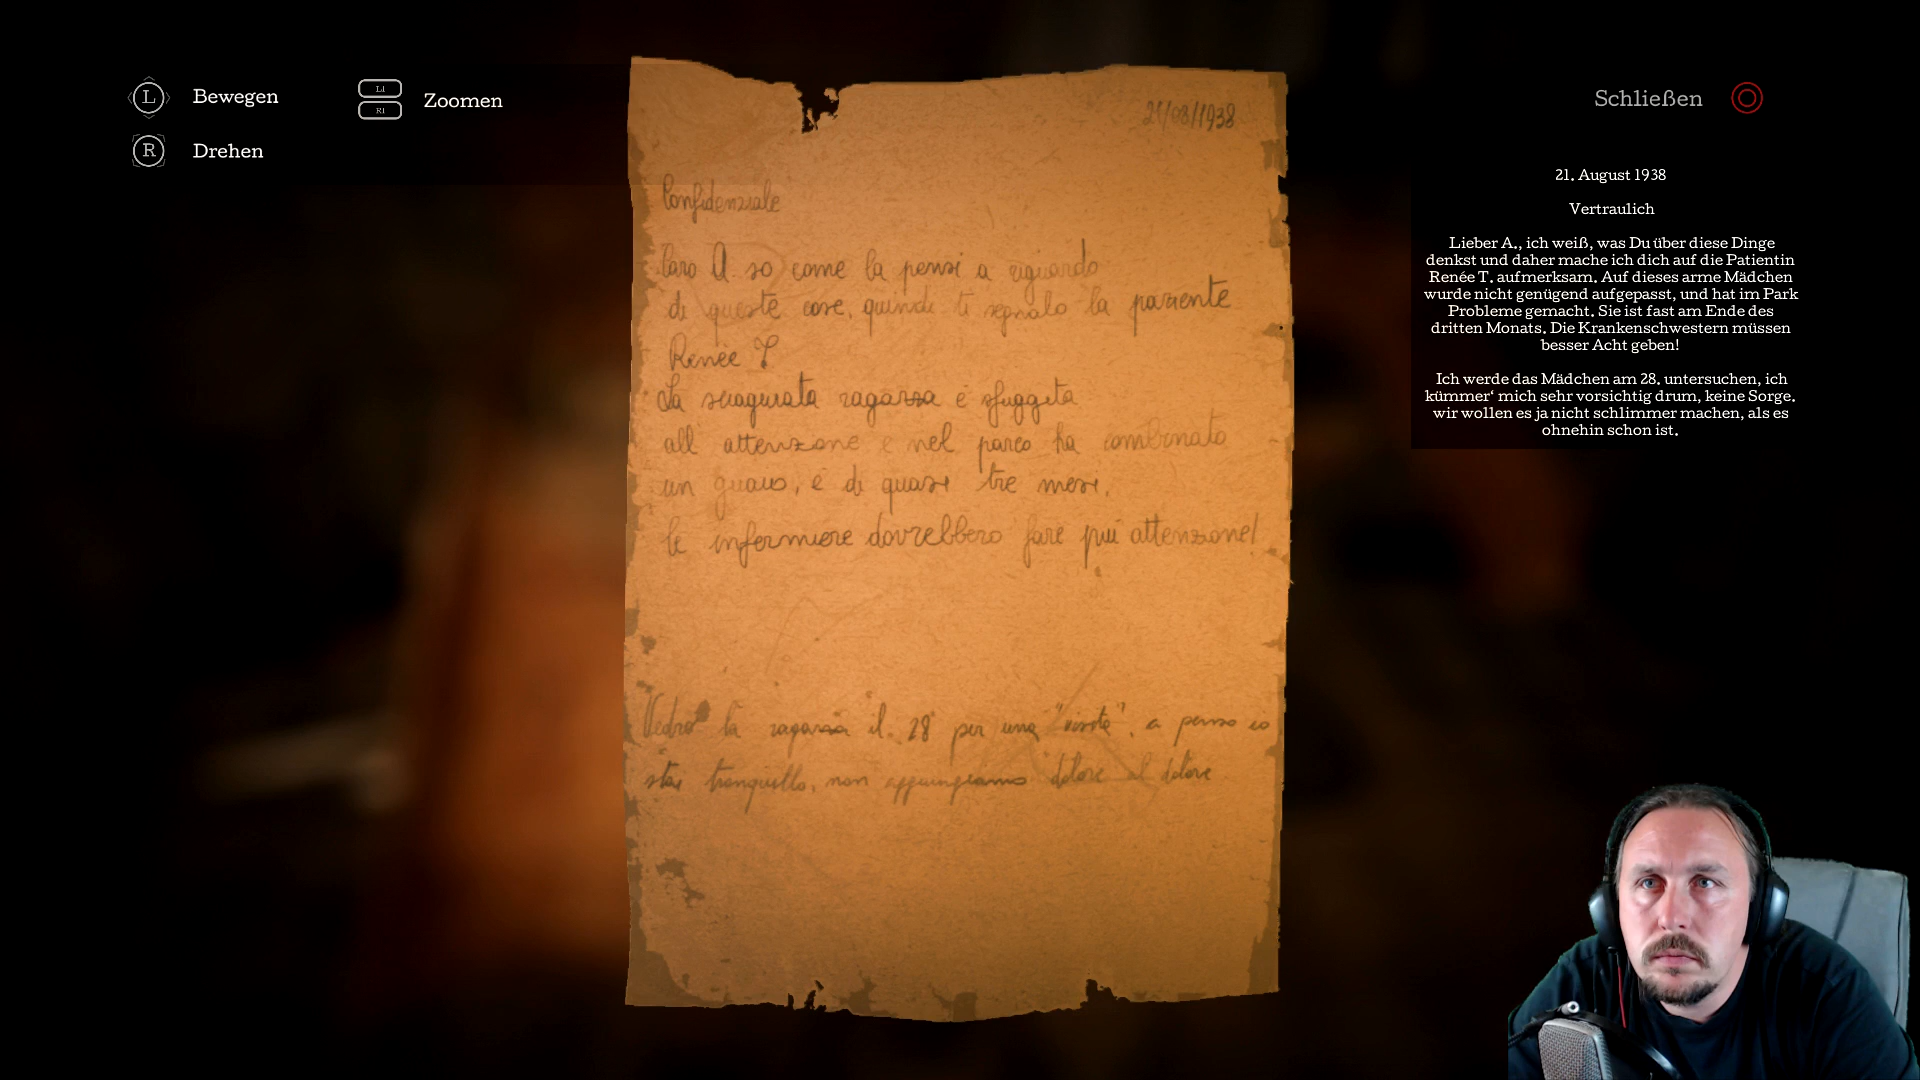 L
Bewegen
L1
R1
Zoomen
R
Drehen
Schließen
21/08/1938
Confidenziale
Caro A. so come la pensi a riguardo
di queste cose, quindi ti segnalo la paziente
Renée T
La sciagurata ragazza è sfuggita
all attenzione e nel parco ha combinato
un guaio, è di quasi tre mesi.
le infermiere dovrebbero fare più attenzione!
Vedrò la ragazza il 28 per una "visita", a penso io
stai tranquillo, non aggiungiamo dolore al dolore
21. August 1938
Vertraulich
Lieber A., ich weiß, was Du über diese Dinge
denkst und daher mache ich dich auf die Patientin
Renée T. aufmerksam. Auf dieses arme Mädchen
wurde nicht genügend aufgepasst, und hat im Park
Probleme gemacht. Sie ist fast am Ende des
dritten Monats. Die Krankenschwestern müssen
besser Acht geben!
Ich werde das Mädchen am 28. untersuchen, ich
kümmer‘ mich sehr vorsichtig drum, keine Sorge.
wir wollen es ja nicht schlimmer machen, als es
ohnehin schon ist.